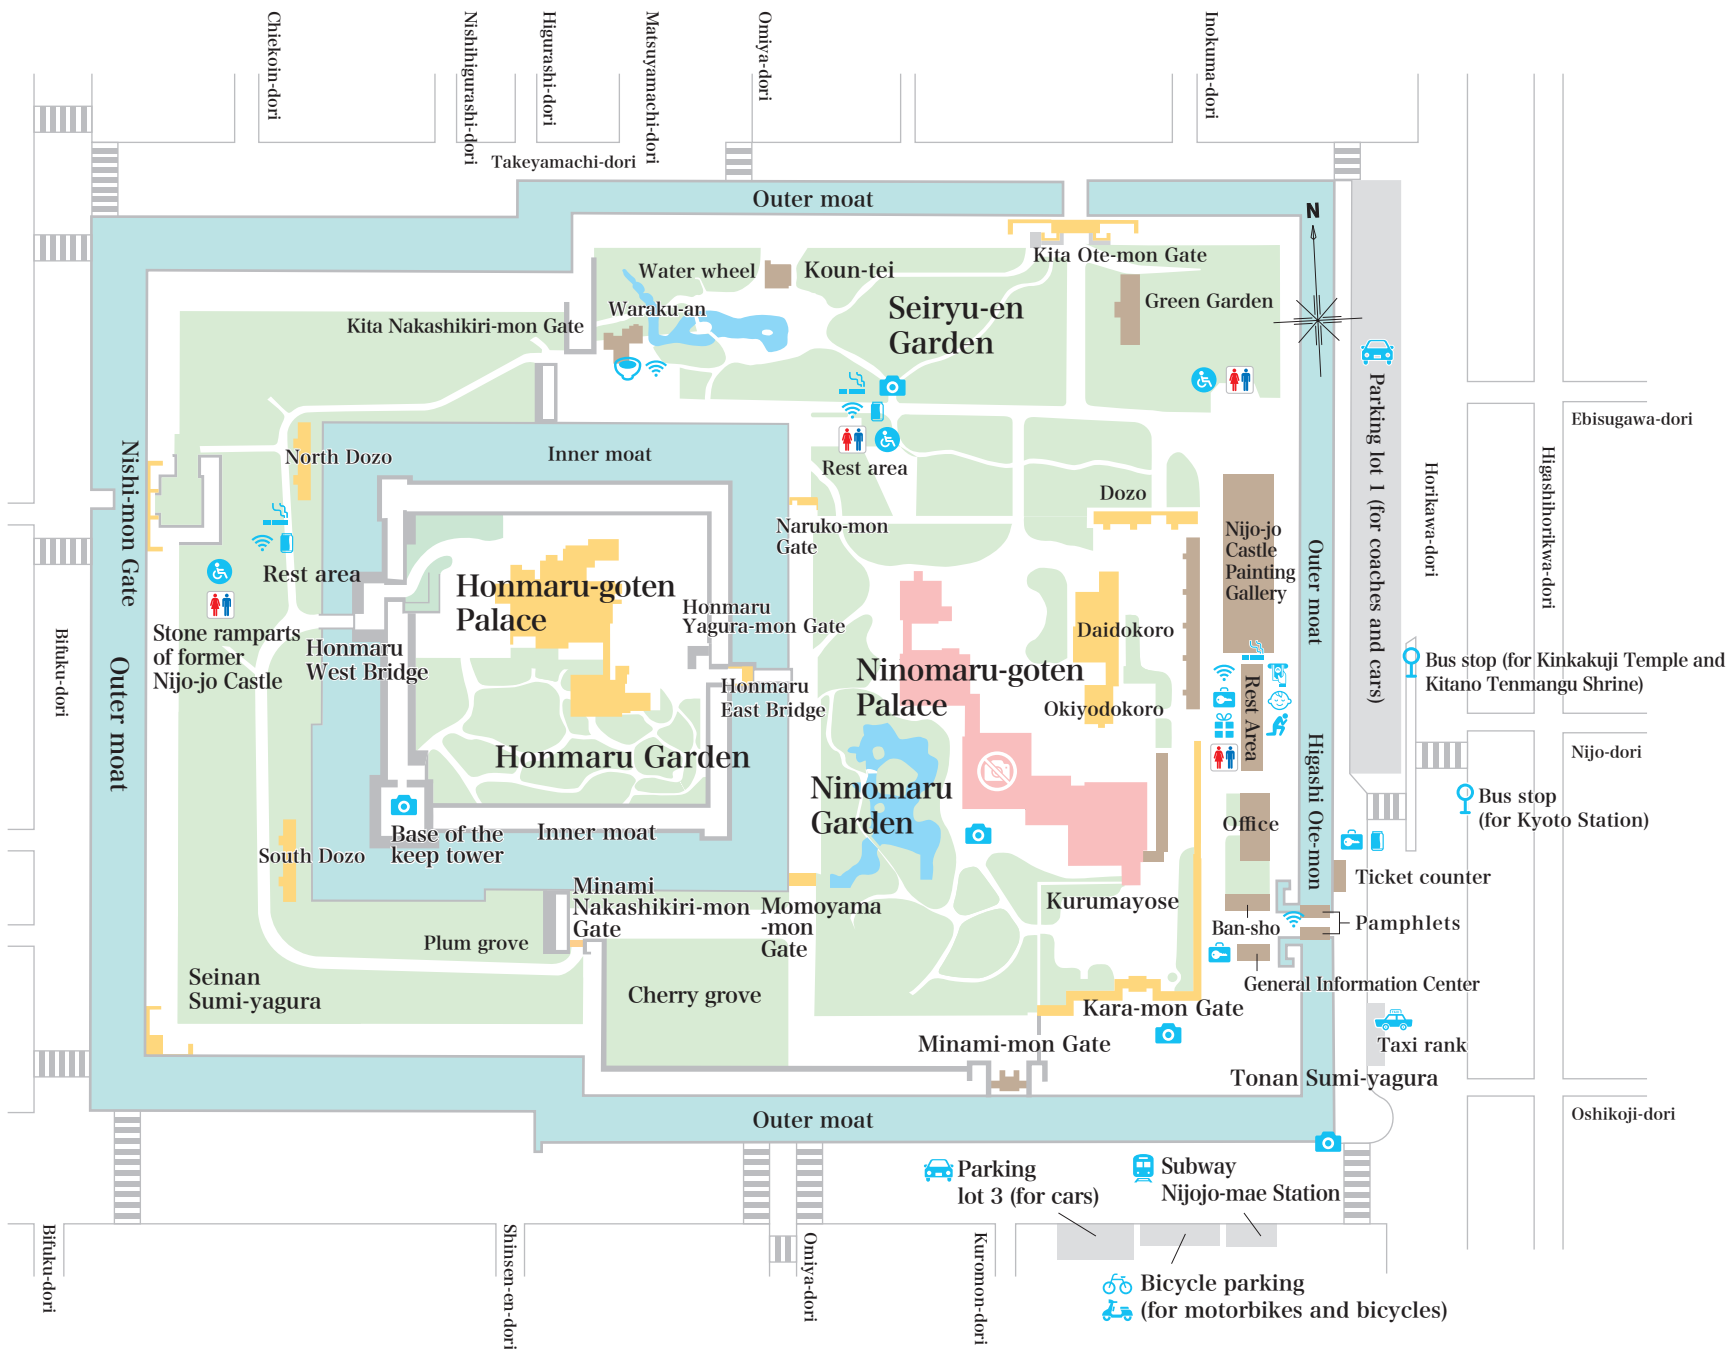 Chiekoin-dori
Nishihigurashi-dori
Higurashi-dori
Matsuyamachi-dori
Omiya-dori
Inokuma-dori
Takeyamachi-dori
Outer moat
N
Kita Ote-mon Gate
Water wheel
Koun-tei
Green Garden
Seiryu-en
Garden
Waraku-an
Kita Nakashikiri-mon Gate
Parking lot 1 (for coaches and cars)
Ebisugawa-dori
Higashihorikwa-dori
Horikawa-dori
Nishi-mon Gate
North Dozo
Inner moat
Rest area
Dozo
Naruko-mon
Gate
Nijo-jo
Castle
Painting
Gallery
Outer moat
Rest area
Honmaru-goten
Palace
Honmaru
Yagura-mon Gate
Daidokoro
Stone ramparts
of former
Nijo-jo Castle
Honmaru
West Bridge
Bifuku-dori
Outer moat
Ninomaru-goten
Palace
Honmaru
East Bridge
Okiyodokoro
Rest Area
Bus stop (for Kinkakuji Temple and
Kitano Tenmangu Shrine)
Nijo-dori
Honmaru Garden
Ninomaru
Garden
Higashi Ote-mon
Bus stop
(for Kyoto Station)
Office
Base of the
keep tower
Inner moat
South Dozo
Ticket counter
Minami
Nakashikiri-mon
Gate
Momoyama
-mon
Gate
Kurumayose
Ban-sho
Pamphlets
Plum grove
Seinan
Sumi-yagura
Cherry grove
General Information Center
Kara-mon Gate
Minami-mon Gate
Taxi rank
Tonan Sumi-yagura
Outer moat
Oshikoji-dori
Parking
lot 3 (for cars)
Subway
Nijojo-mae Station
Bifuku-dori
Shinsen-en-dori
Omiya-dori
Kuromon-dori
Bicycle parking
(for motorbikes and bicycles)